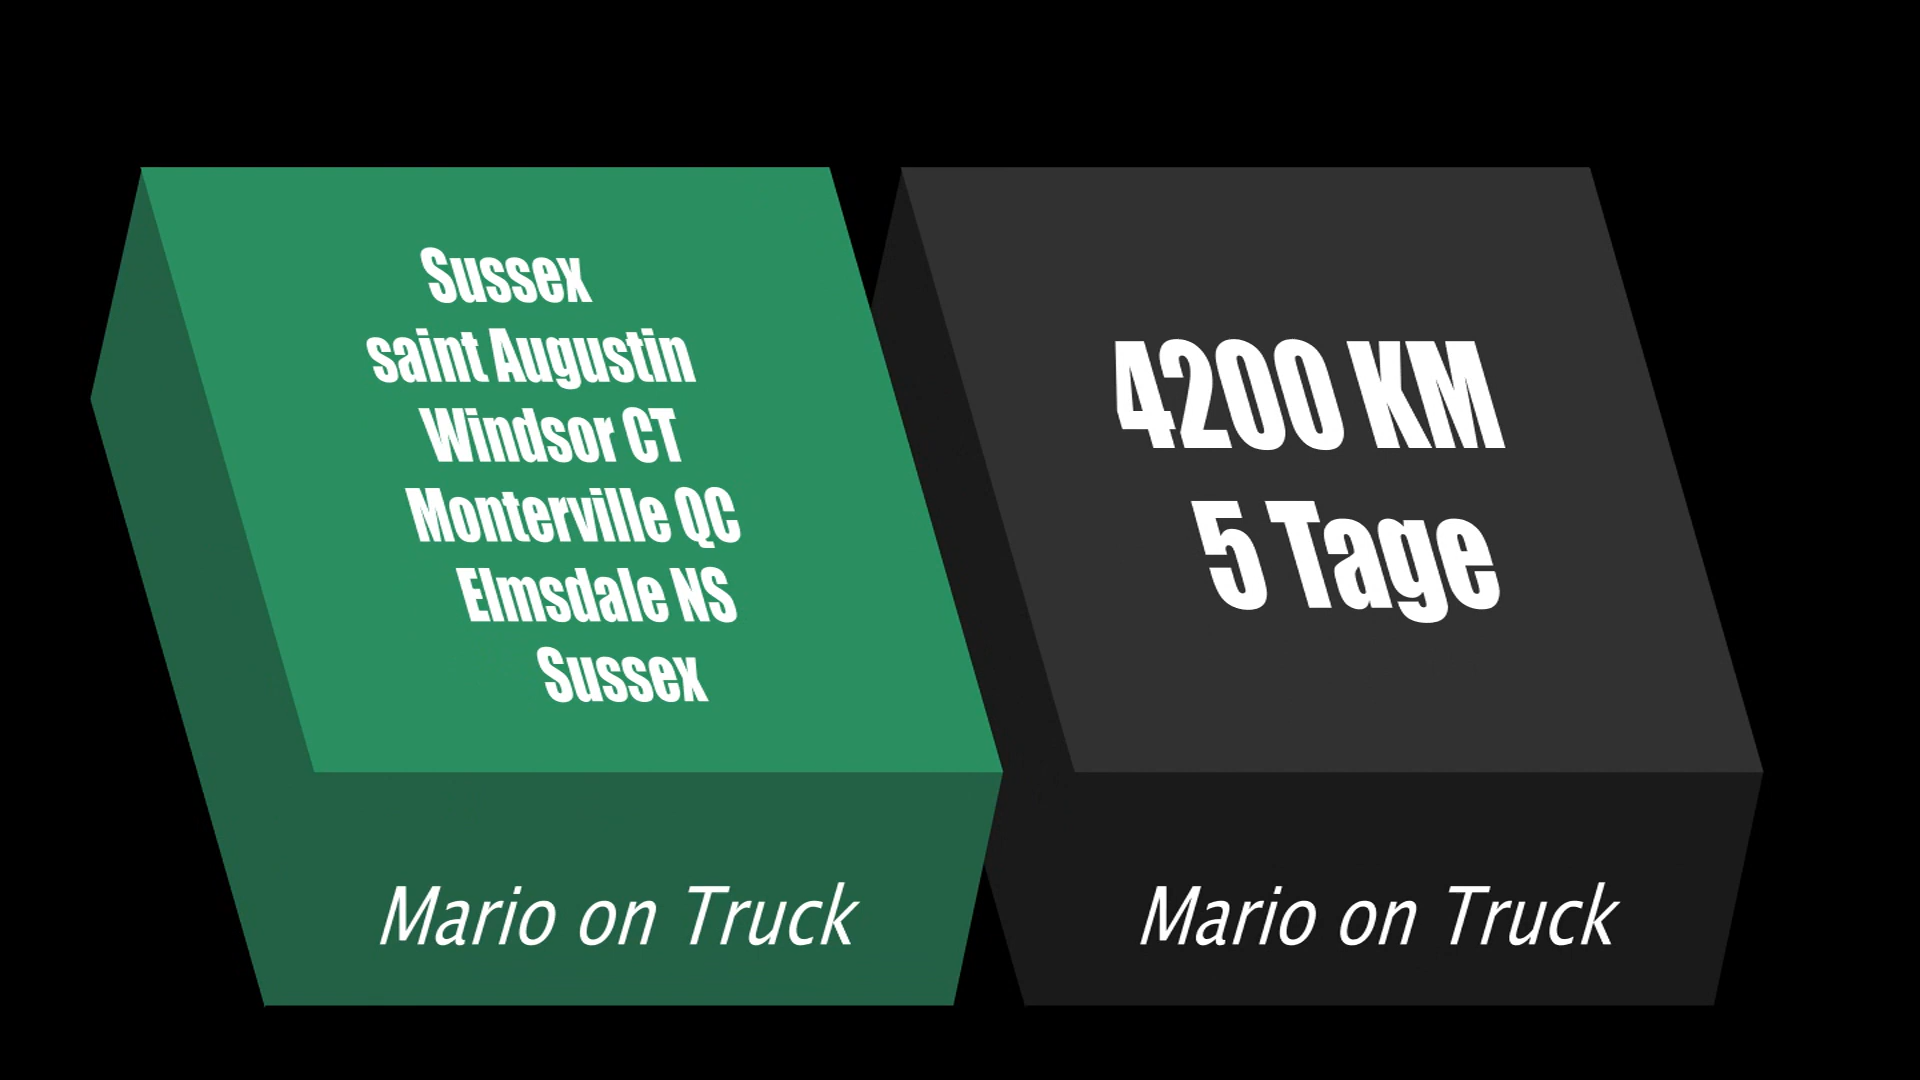 Sussex
saint Augustin
Windsor CT
Monterville QC
Elmsdale NS
Sussex
Mario on Truck
4200 KM
5 Tage
Mario on Truck